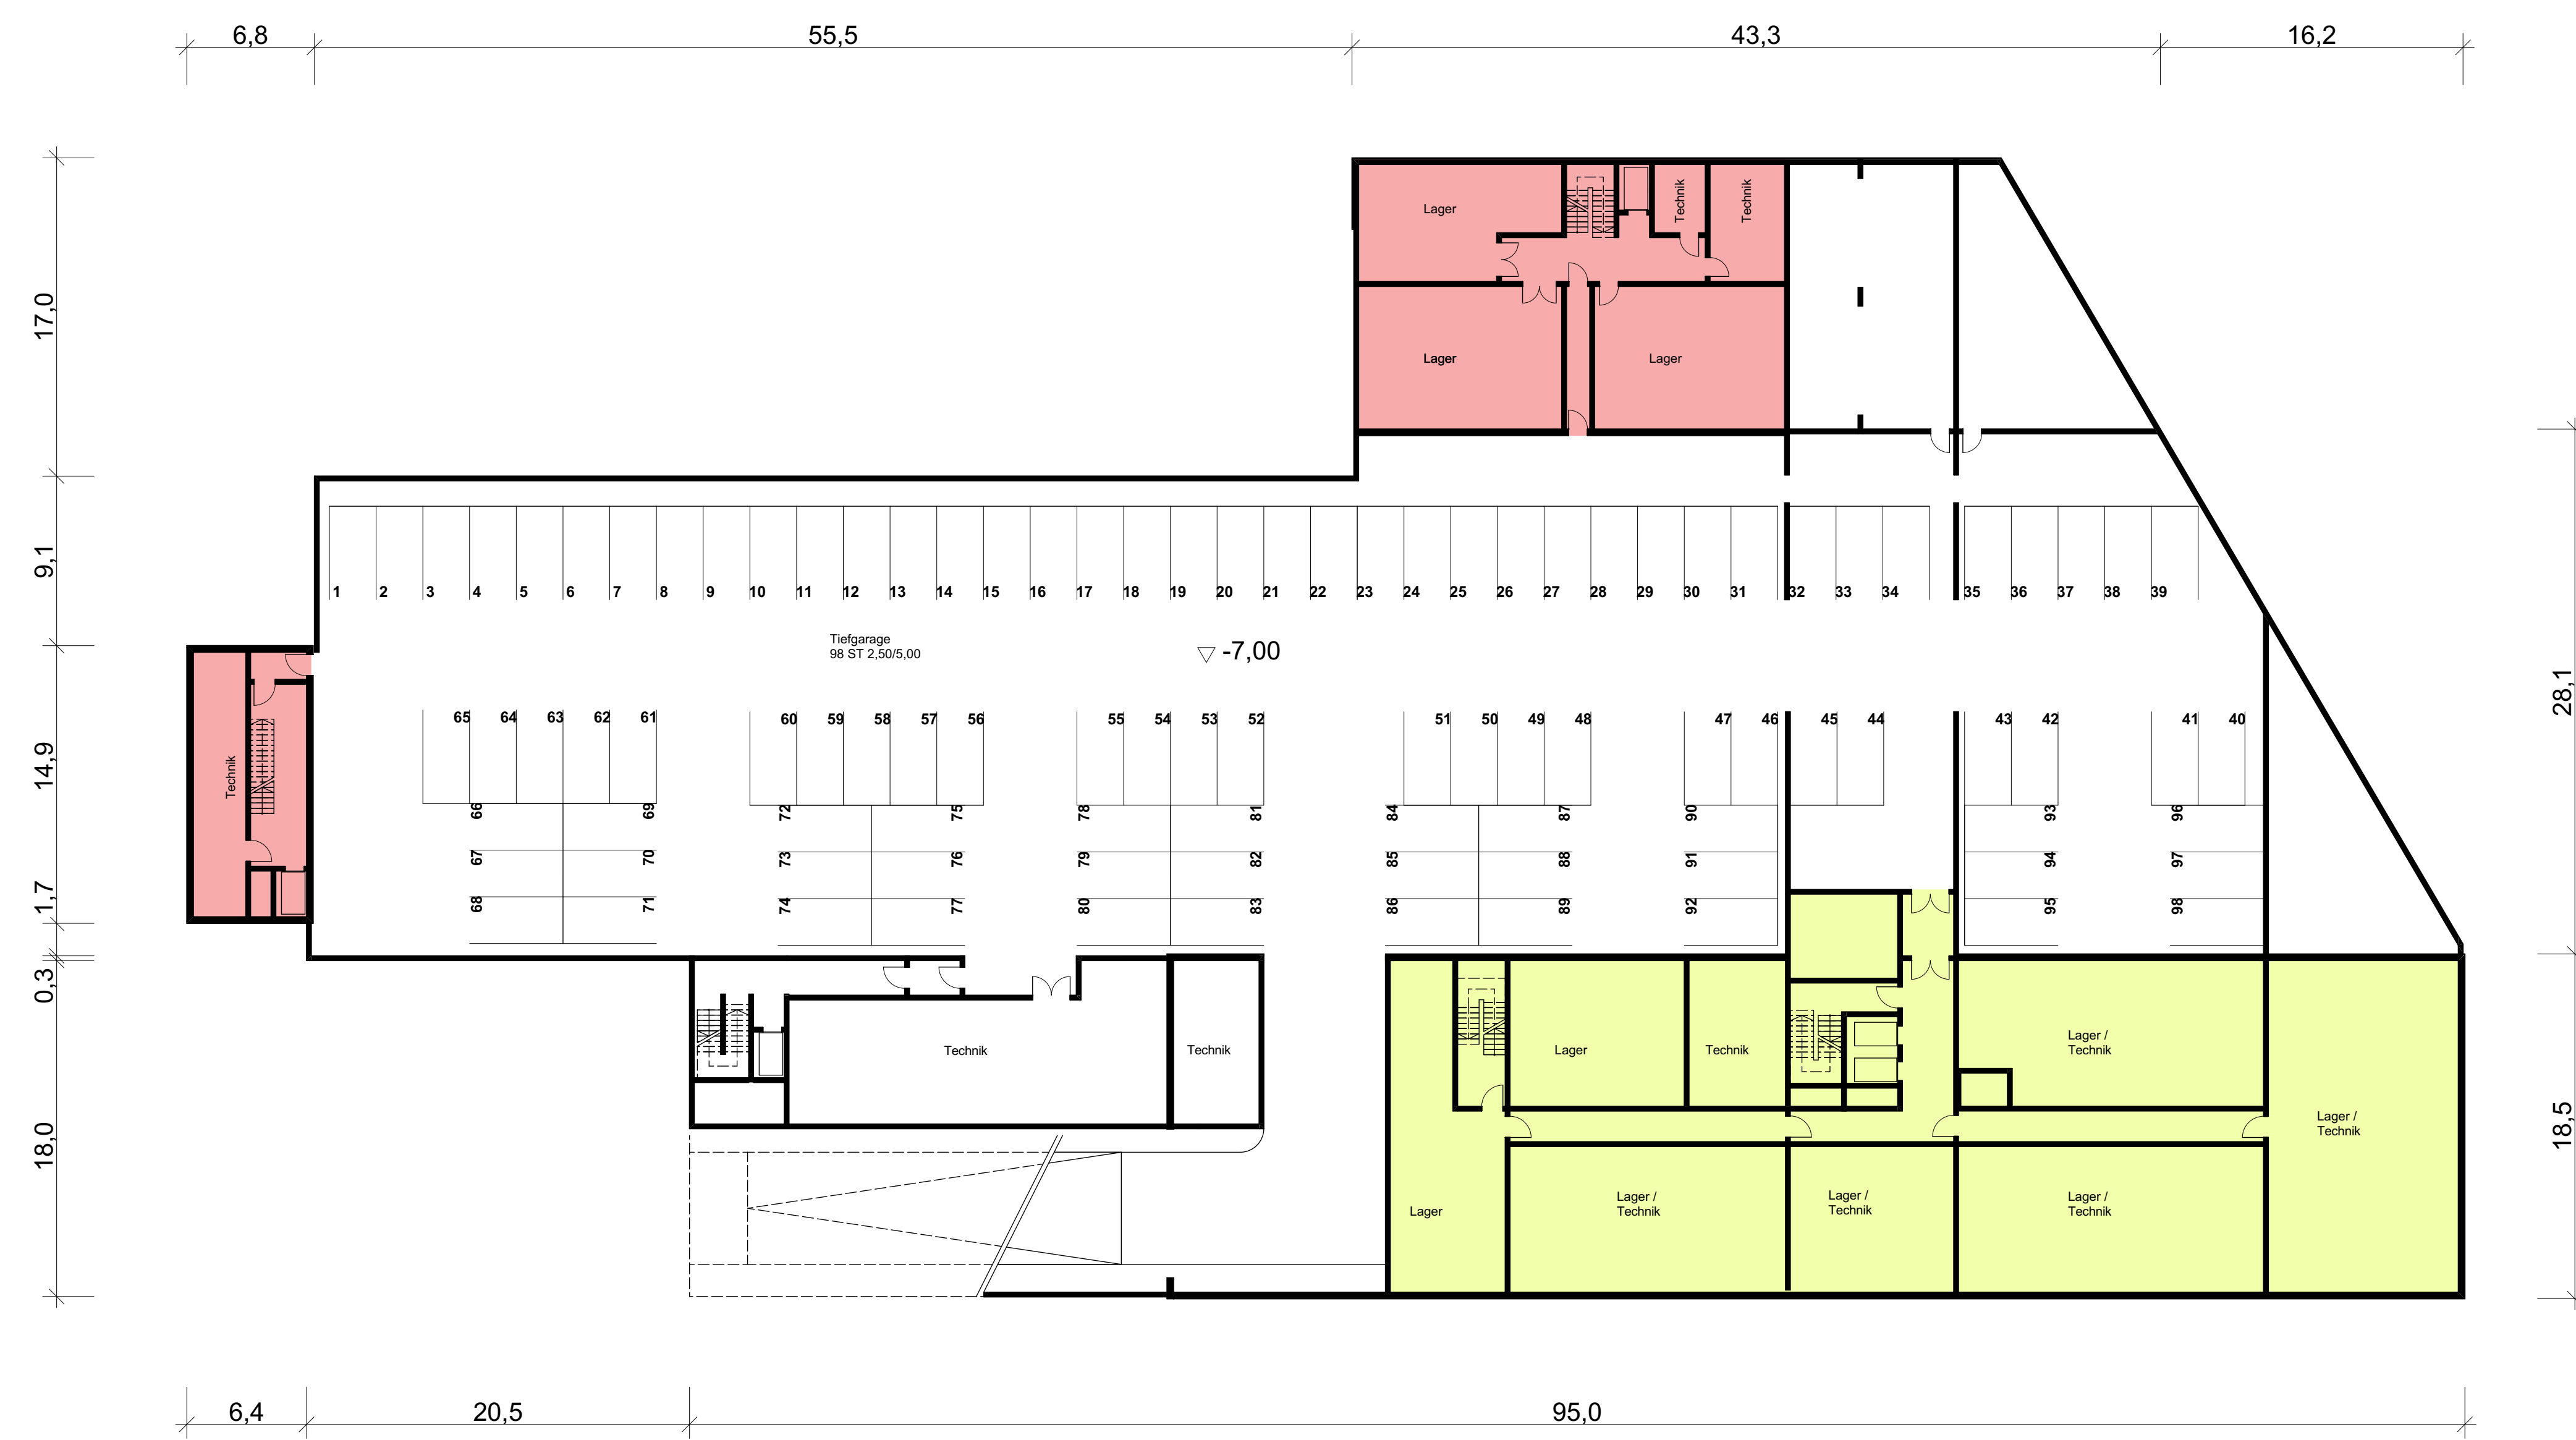 6,8 55,5 43,3 16,2
17,0
9,1
14,9
1,7
0,3
18,0
Lager
Technik
Technik
Lager
Lager
1 2 3 4 5 6 7 8 9 10 11 12 13 14 15 16 17 18 19 20 21 22 23 24 25 26 27 28 29 30 31 32 33 34 35 36 37 38 39
Tiefgarage
98 ST 2,50/5,00
-7,00
Technik
65 64 63 62 61 60 59 58 57 56 55 54 53 52 51 50 49 48 47 46 45 44 43 42 41 40
66 69 72 75 78 81 84 87 90 93 96
67 70 73 76 79 82 85 88 91 94 97
68 71 74 77 80 83 86 89 92 95 98
Technik
Technik
Lager
Technik
Lager /
Technik
Lager /
Technik
Lager
Lager /
Technik
Lager /
Technik
Lager /
Technik
28,1
18,5
6,4 20,5 95,0